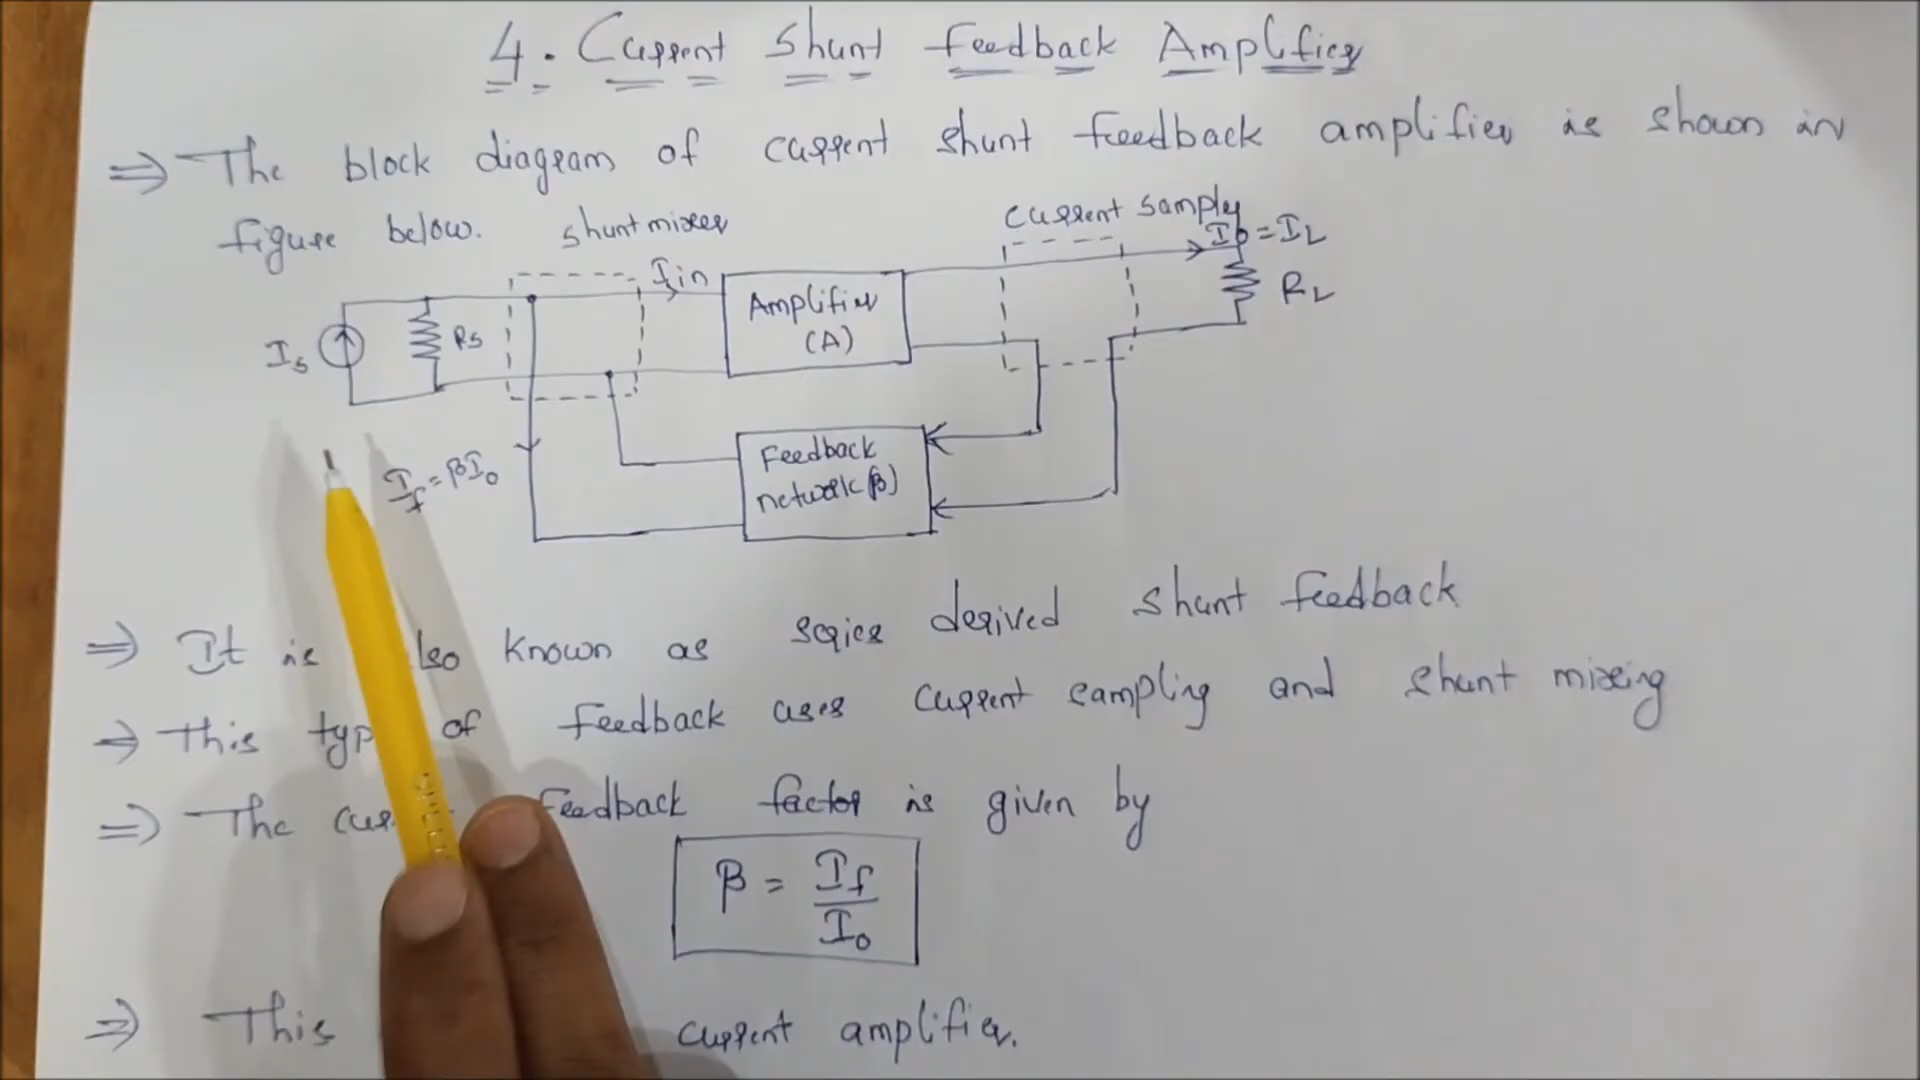 4. Current Shunt Feedback Amplifier
⇒ The block diagram of current shunt feedback amplifier is shown in
figure below.
shunt mixer
Current sampler
Iin
Io = IL
Amplifier
(A)
RL
Is
Rs
If = βIo
Feedback
network(β)
⇒ It is lso known as series derived shunt feedback
→ This typ of feedback uses current sampling and shunt mixing
⇒ The cur feedback factor is given by
β = If/Io
⇒ This current amplifier.